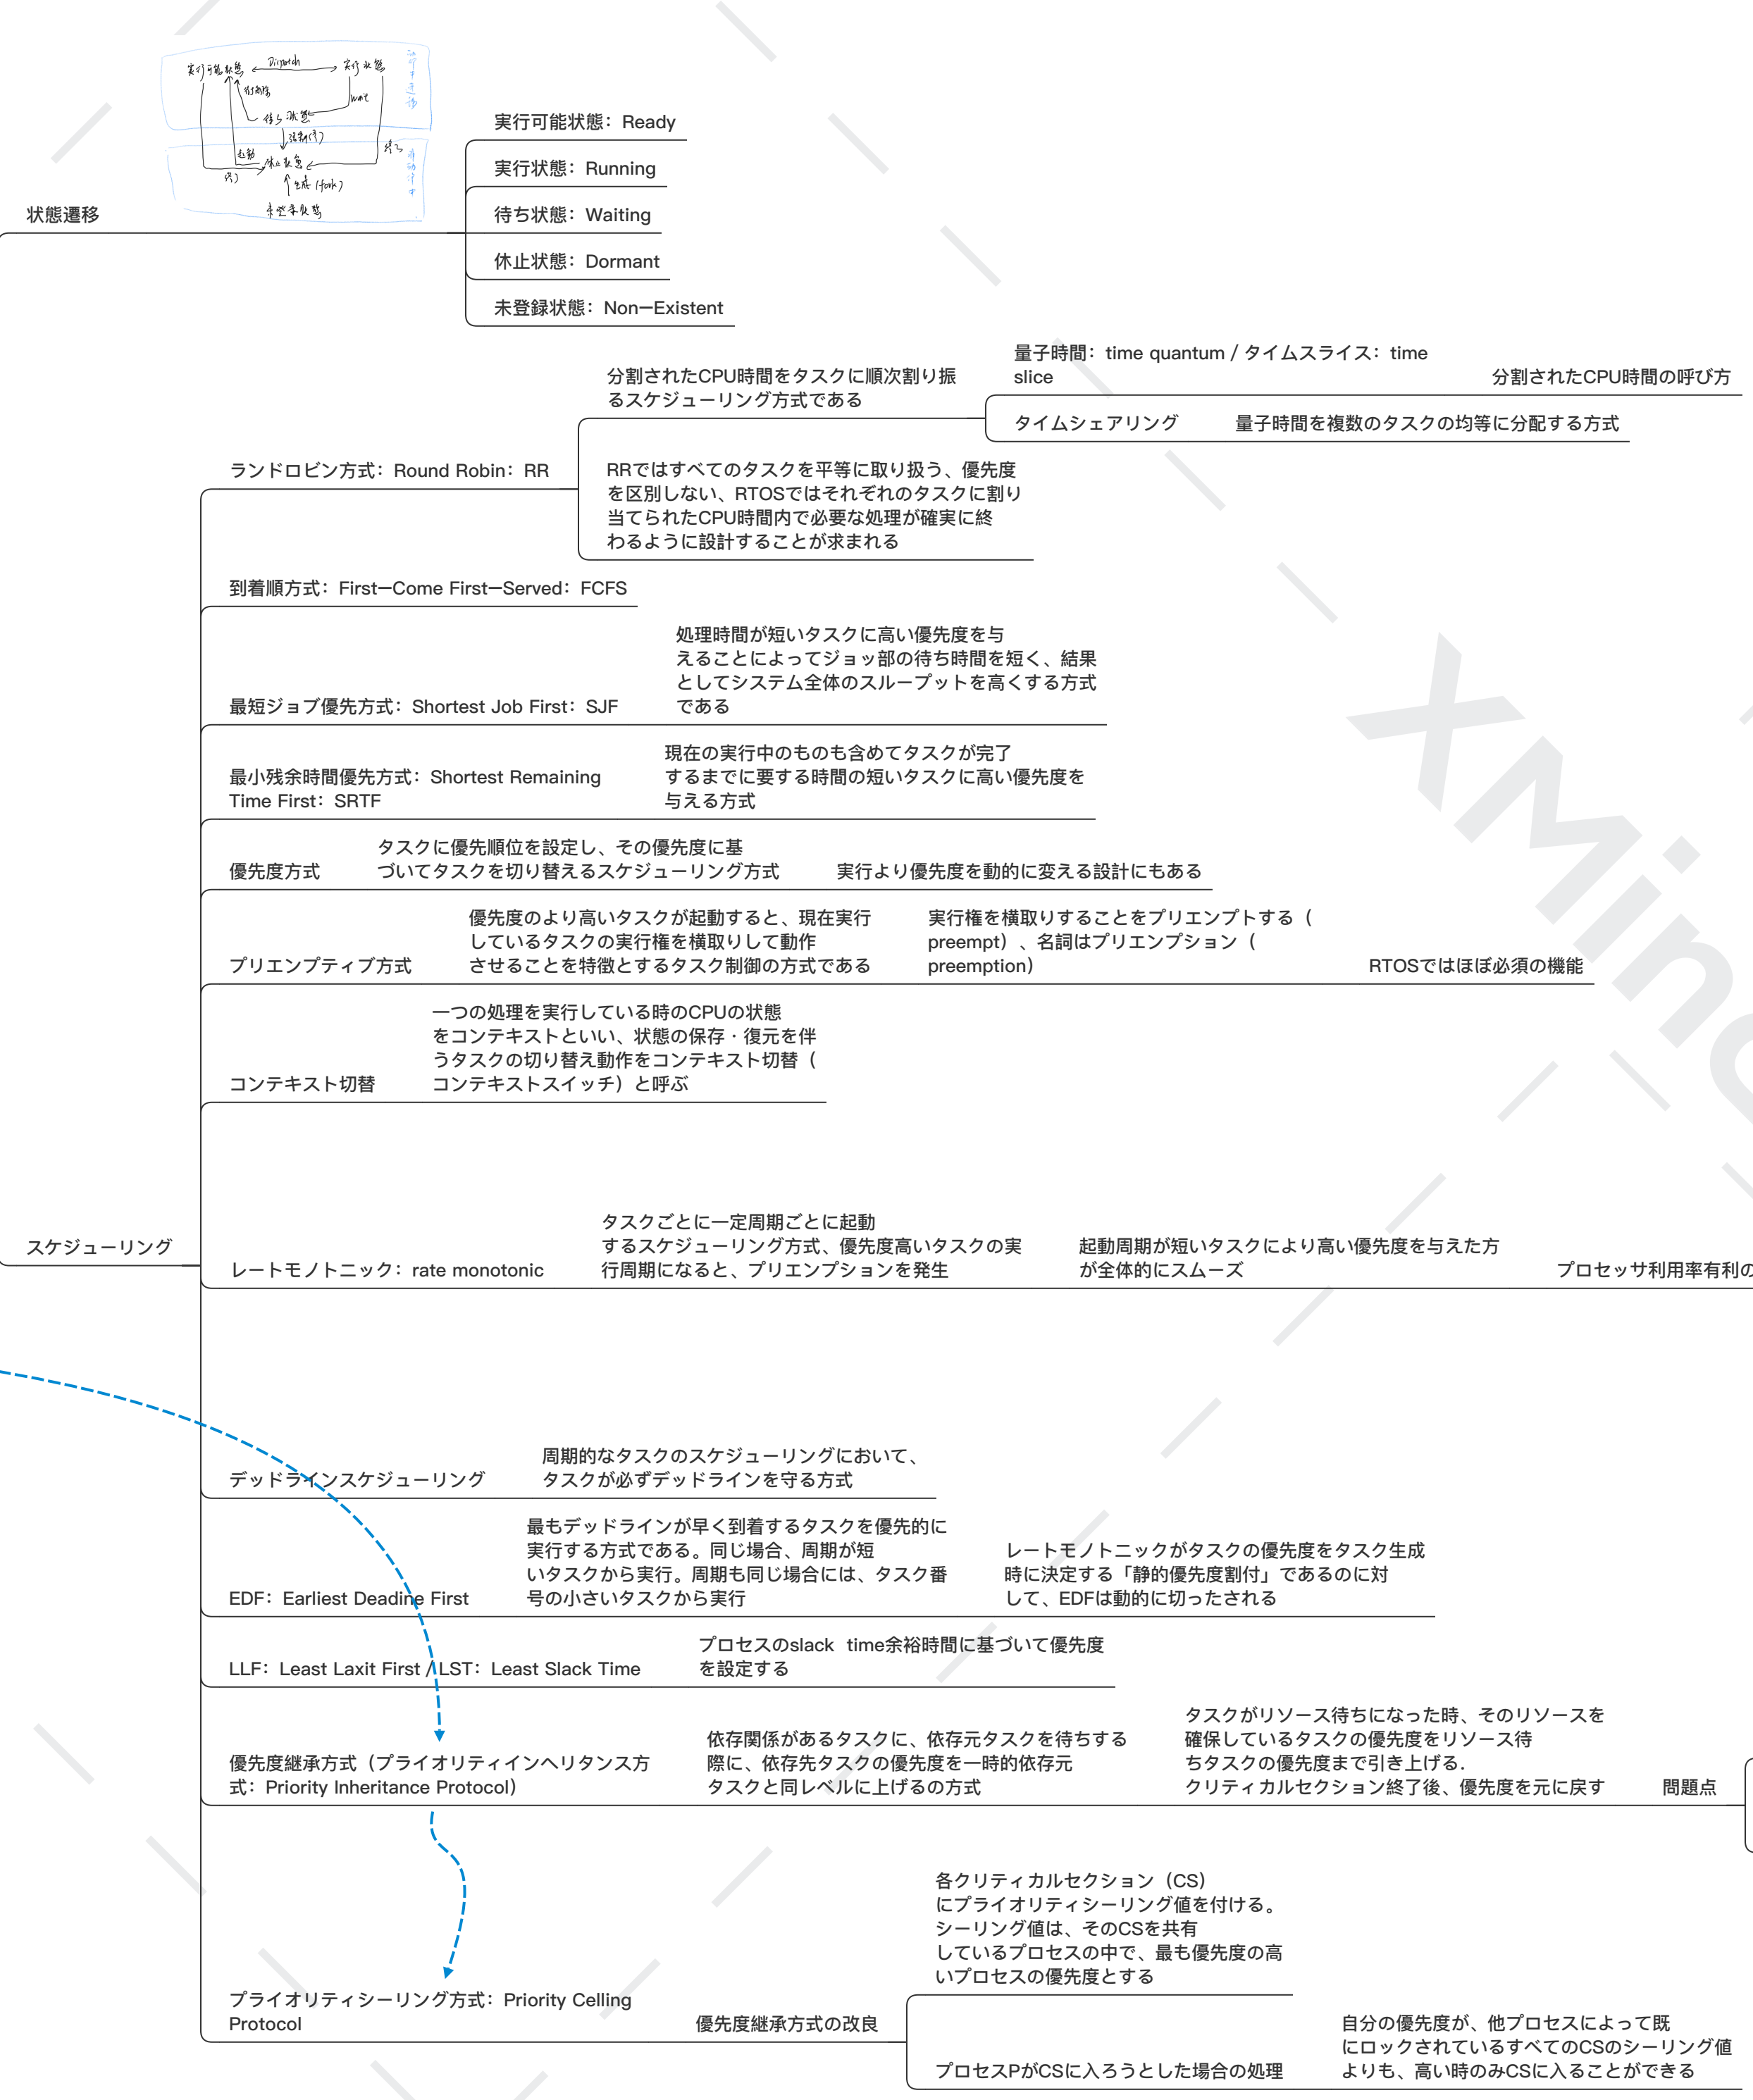 実行可能状態
Dispatch
実行状態
待ち解除
wait
待ち状態
起動
休止状態
終了
終了
生成(fork)
実行可能状態：Ready
実行状態：Running
待ち状態：Waiting
状態遷移
休止状態：Dormant
未登録状態：Non—Existent
量子時間：time quantum / タイムスライス：time
slice
分割されたCPU時間の呼び方
分割されたCPU時間をタスクに順次割り振
るスケジューリング方式である
タイムシェアリング
量子時間を複数のタスクの均等に分配する方式
ランドロビン方式：Round Robin：RR
RRではすべてのタスクを平等に取り扱う、優先度
を区別しない、RTOSではそれぞれのタスクに割り
当てられたCPU時間内で必要な処理が確実に終
わるように設計することが求まれる
到着順方式：First—Come First—Served：FCFS
最短ジョブ優先方式：Shortest Job First：SJF
処理時間が短いタスクに高い優先度を与
えることによってジョッ部の待ち時間を短く、結果
としてシステム全体のスループットを高くする方式
である
最小残余時間優先方式：Shortest Remaining
Time First：SRTF
現在の実行中のものも含めてタスクが完了
するまでに要する時間の短いタスクに高い優先度を
与える方式
優先度方式
タスクに優先順位を設定し、その優先度に基
づいてタスクを切り替えるスケジューリング方式
実行より優先度を動的に変える設計にもある
プリエンプティブ方式
優先度のより高いタスクが起動すると、現在実行
しているタスクの実行権を横取りして動作
させることを特徴とするタスク制御の方式である
実行権を横取りすることをプリエンプトする（
preempt）、名詞はプリエンプション（
preemption）
RTOSではほぼ必須の機能
コンテキスト切替
一つの処理を実行している時のCPUの状態
をコンテキストといい、状態の保存・復元を伴
うタスクの切り替え動作をコンテキスト切替（
コンテキストスイッチ）と呼ぶ
スケジューリング
レートモノトニック：rate monotonic
タスクごとに一定周期ごとに起動
するスケジューリング方式、優先度高いタスクの実
行周期になると、プリエンプションを発生
起動周期が短いタスクにより高い優先度を与えた方
が全体的にスムーズ
プロセッサ利用率有利の
デッドラインスケジューリング
周期的なタスクのスケジューリングにおいて、
タスクが必ずデッドラインを守る方式
EDF：Earliest Deadine First
最もデッドラインが早く到着するタスクを優先的に
実行する方式である。同じ場合、周期が短
いタスクから実行。周期も同じ場合には、タスク番
号の小さいタスクから実行
レートモノトニックがタスクの優先度をタスク生成
時に決定する「静的優先度割付」であるのに対
して、EDFは動的に切ったされる
LLF：Least Laxit First / LST：Least Slack Time
プロセスのslack time余裕時間に基づいて優先度
を設定する
優先度継承方式（プライオリティインヘリタンス方
式：Priority Inheritance Protocol）
依存関係があるタスクに、依存元タスクを待ちする
際に、依存先タスクの優先度を一時的依存元
タスクと同レベルに上げるの方式
タスクがリソース待ちになった時、そのリソースを
確保しているタスクの優先度をリソース待
ちタスクの優先度まで引き上げる.
クリティカルセクション終了後、優先度を元に戻す
問題点
プライオリティシーリング方式：Priority Celling
Protocol
優先度継承方式の改良
各クリティカルセクション（CS）
にプライオリティシーリング値を付ける。
シーリング値は、そのCSを共有
しているプロセスの中で、最も優先度の高
いプロセスの優先度とする
プロセスPがCSに入ろうとした場合の処理
自分の優先度が、他プロセスによって既
にロックされているすべてのCSのシーリング値
よりも、高い時のみCSに入ることができる
XMind